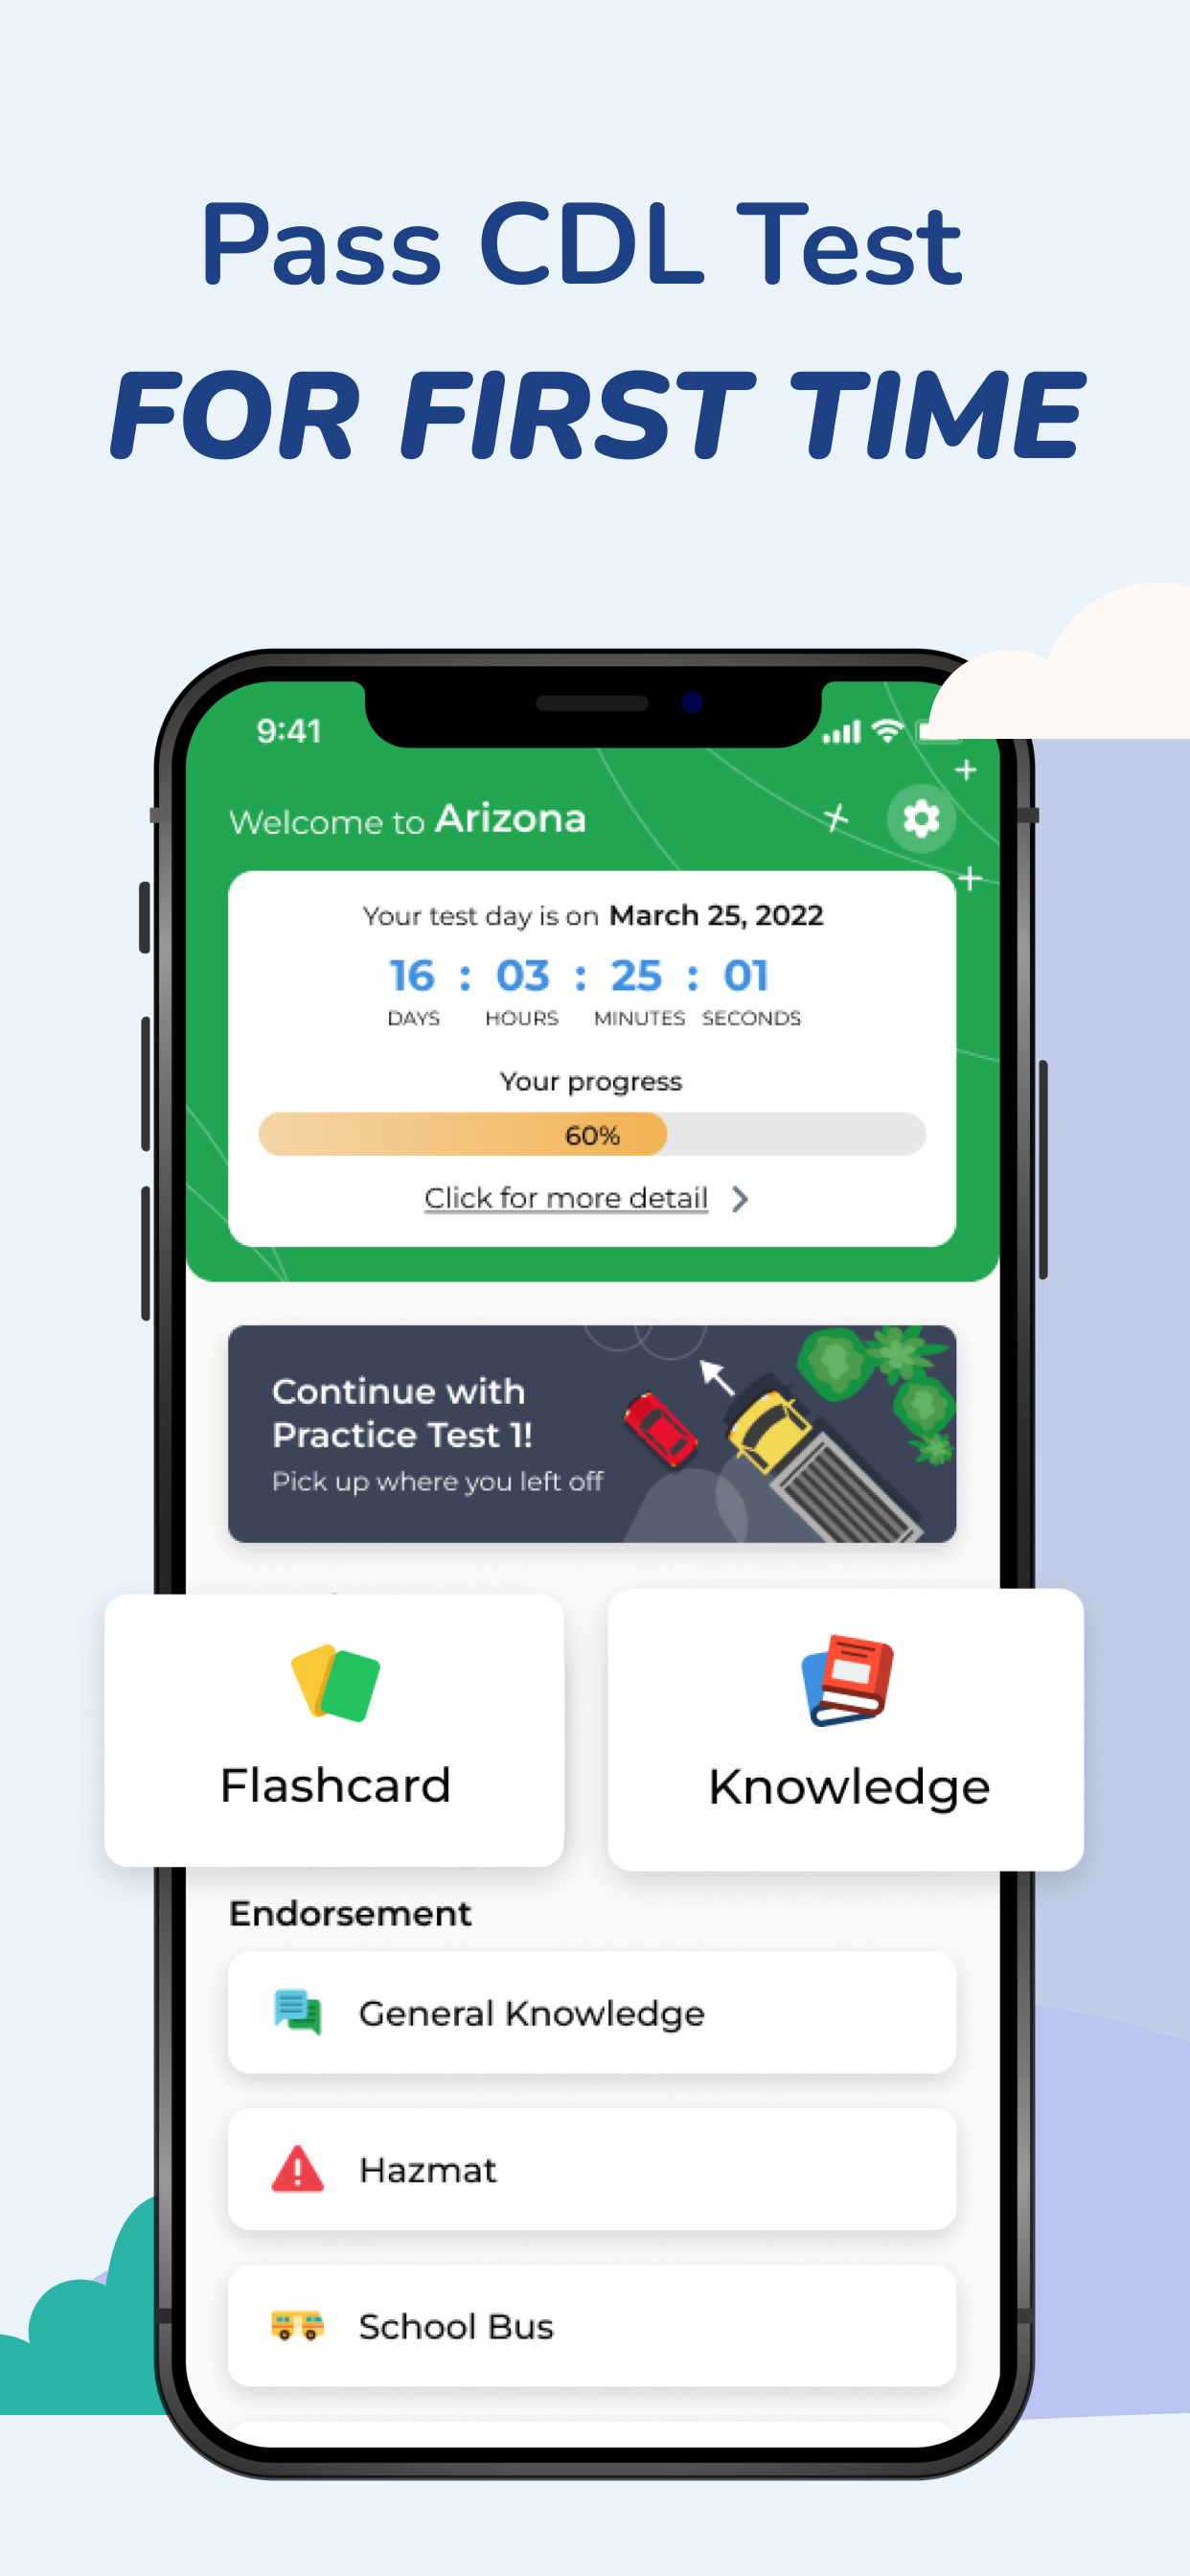 Pass CDL Test
FOR FIRST TIME
9:41
Welcome to Arizona
Your test day is on March 25, 2022
16 : 03 : 25 : 01
DAYS HOURS MINUTES SECONDS
Your progress
60%
Click for more detail
Continue with
Practice Test 1!
Pick up where you left off
Flashcard
Knowledge
Endorsement
General Knowledge
Hazmat
School Bus